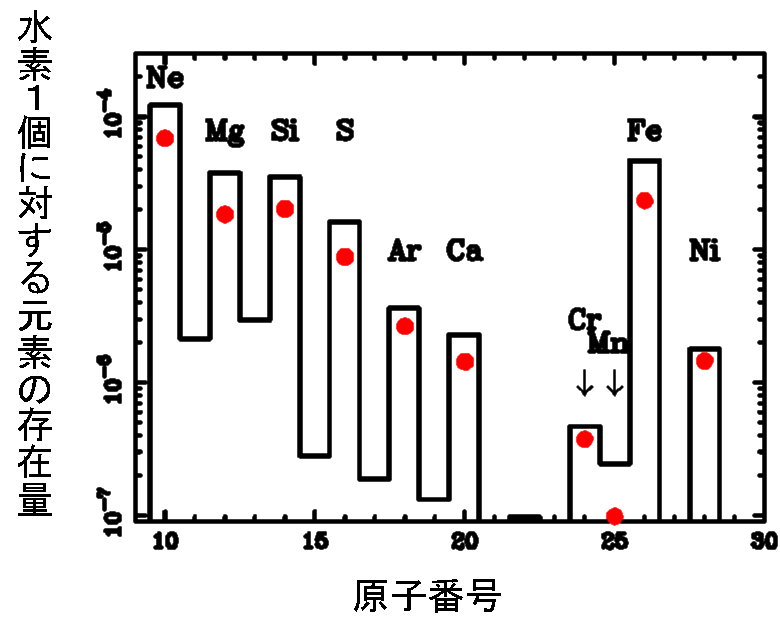 水素1個に対する元素の存在量
10⁻⁴
10⁻⁵
10⁻⁶
10⁻⁷
Ne
Mg
Si
S
Ar
Ca
Cr
Mn
Fe
Ni
↓ ↓
10 15 20 25 30
原子番号